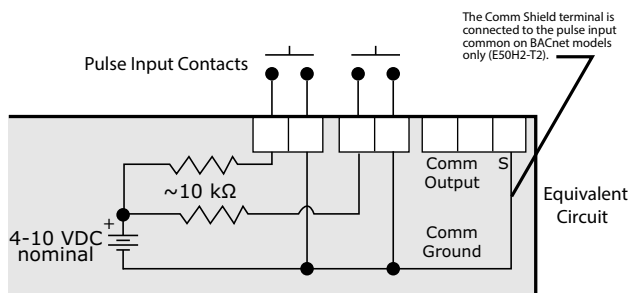 The Comm Shield terminal is
connected to the pulse input
common on BACnet models
only (E50H2-T2).
Pulse Input Contacts
Comm
Output
S
~10 kΩ
Equivalent
Circuit
+
4-10 VDC
nominal
Comm
Ground